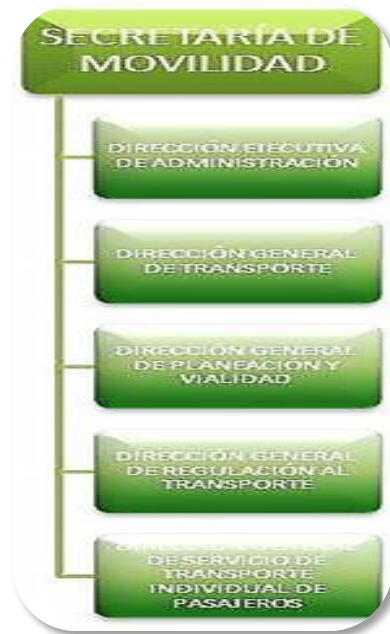 SECRETARÍA DE
MOVILIDAD
DIRECCIÓN EJECUTIVA
DE ADMINISTRACIÓN
DIRECCIÓN GENERAL
DE TRANSPORTE
DIRECCIÓN GENERAL
DE PLANEACIÓN Y
VIALIDAD
DIRECCIÓN GENERAL
DE REGULACIÓN AL
TRANSPORTE
DE SERVICIO DE
TRANSPORTE
INDIVIDUAL DE
PASAJEROS